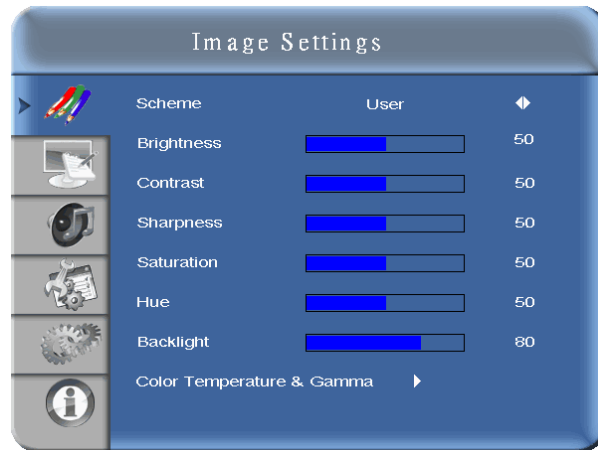 Image Settings
Scheme User
Brightness 50
Contrast 50
Sharpness 50
Saturation 50
Hue 50
Backlight 80
Color Temperature & Gamma